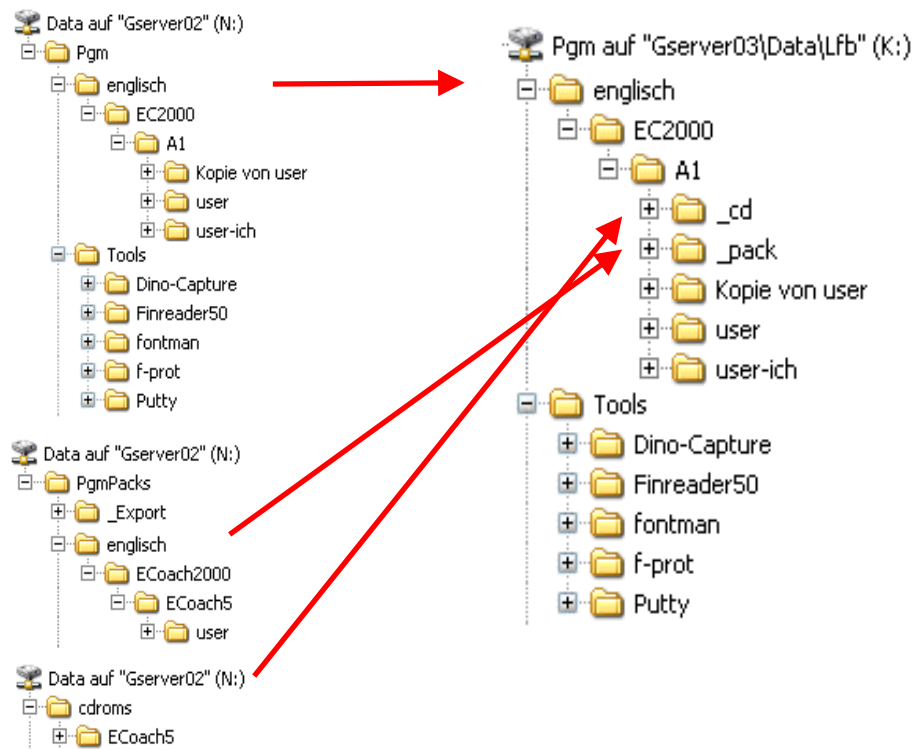 Data auf "Gserver02" (N:)
Pgm
englisch
EC2000
A1
Kopie von user
user
user-ich
Tools
Dino-Capture
Finreader50
fontman
f-prot
Putty
Data auf "Gserver02" (N:)
PgmPacks
_Export
englisch
ECoach2000
ECoach5
user
Data auf "Gserver02" (N:)
cdroms
ECoach5
Pgm auf "Gserver03\Data\Lfb" (K:)
englisch
EC2000
A1
_cd
_pack
Kopie von user
user
user-ich
Tools
Dino-Capture
Finreader50
fontman
f-prot
Putty